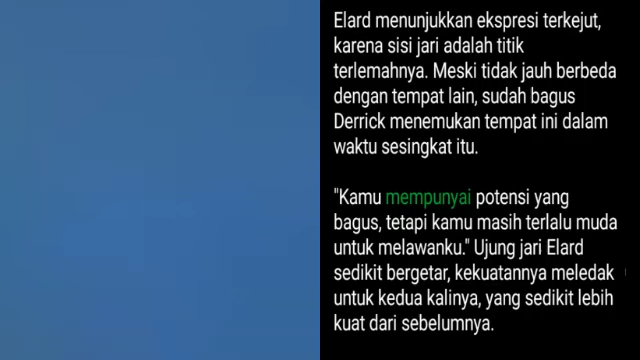 Elard menunjukkan ekspresi terkejut,
karena sisi jari adalah titik
terlemahnya. Meski tidak jauh berbeda
dengan tempat lain, sudah bagus
Derrick menemukan tempat ini dalam
waktu sesingkat itu.
"Kamu mempunyai potensi yang
bagus, tetapi kamu masih terlalu muda
untuk melawanku." Ujung jari Elard
sedikit bergetar, kekuatannya meledak
untuk kedua kalinya, yang sedikit lebih
kuat dari sebelumnya.